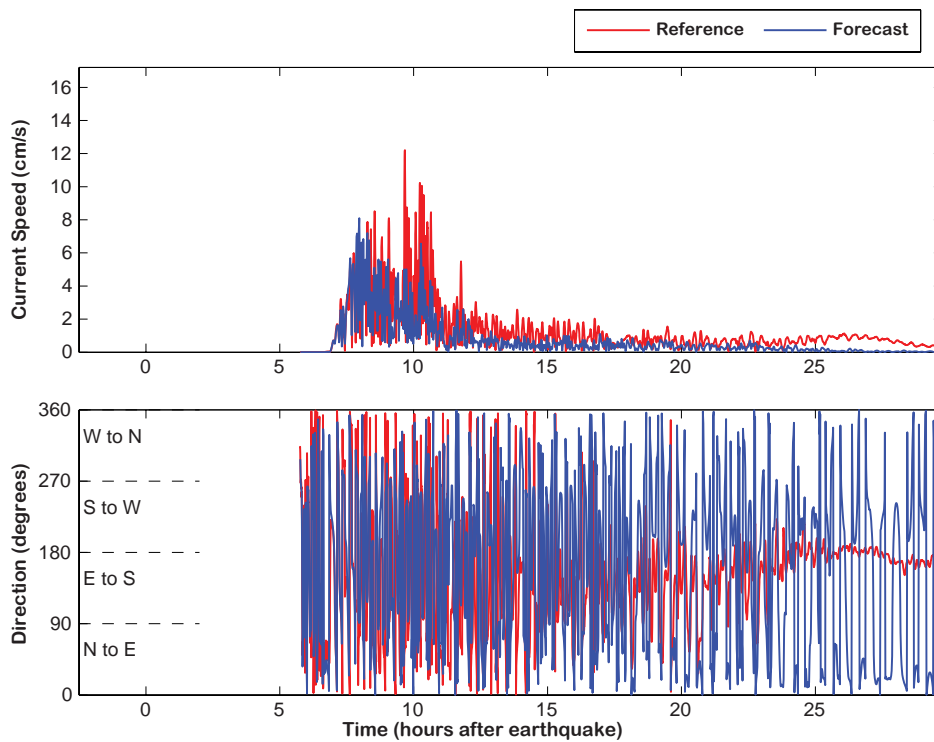 Reference Forecast
Current Speed (cm/s)
16
14
12
10
8
6
4
2
0
0 5 10 15 20 25
Direction (degrees)
360
270
180
90
0
W to N
S to W
E to S
N to E
0 5 10 15 20 25
Time (hours after earthquake)